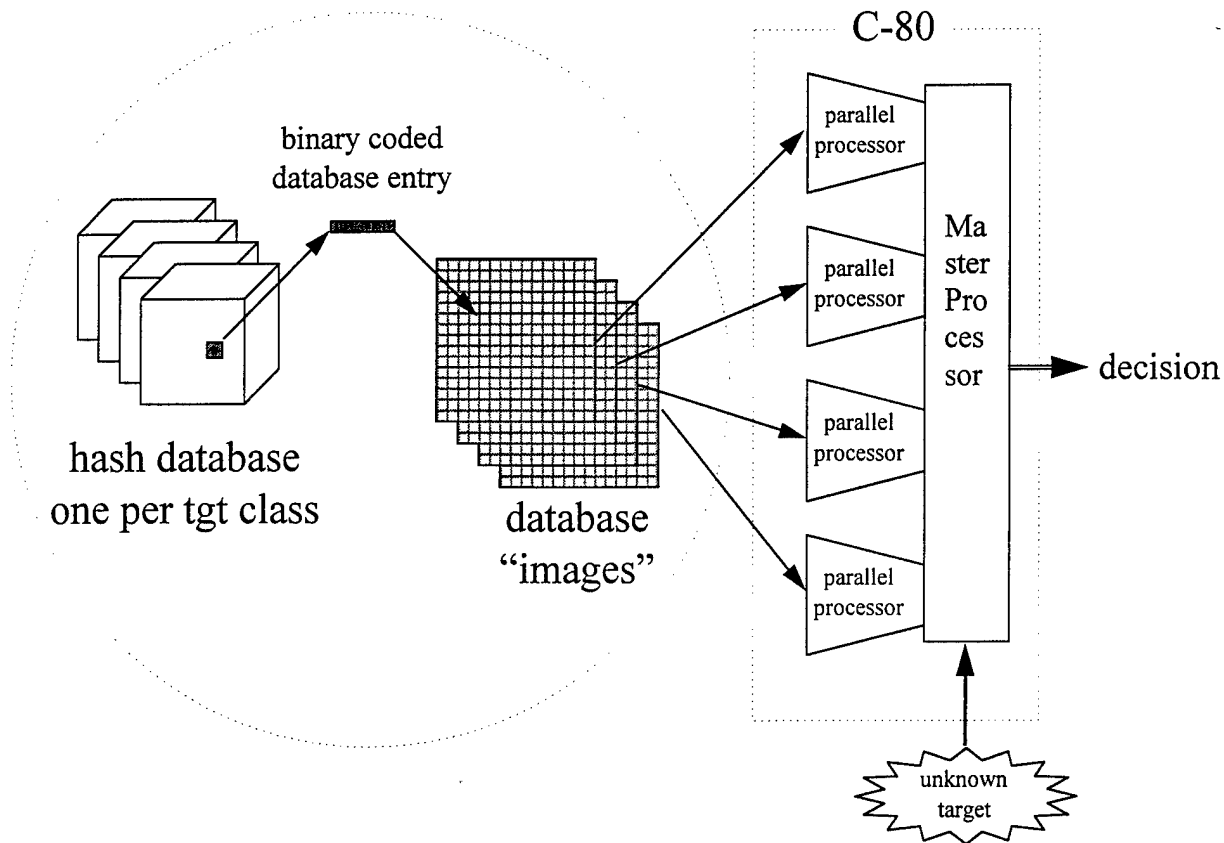 C-80
binary coded
database entry
hash database
one per tgt class
database
“images”
parallel
processor
parallel
processor
parallel
processor
parallel
processor
Ma
ster
Pro
ces
sor
decision
unknown
target